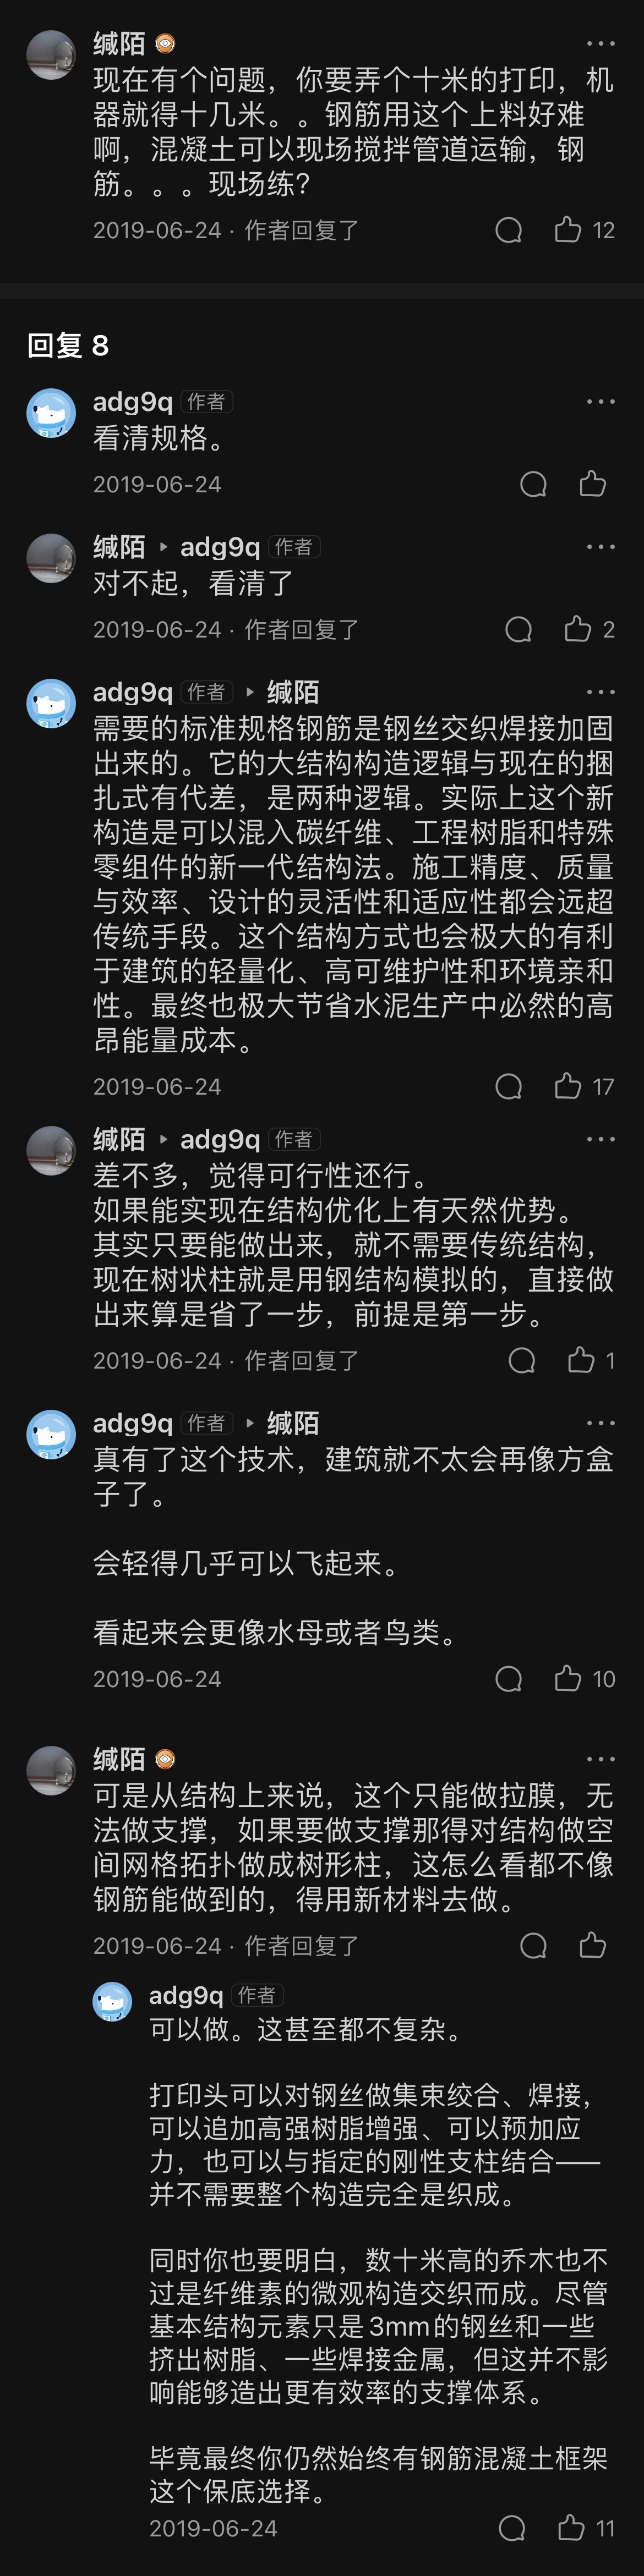 缄陌
现在有个问题，你要弄个十米的打印，机
器就得十几米。。钢筋用这个上料好难
啊，混凝土可以现场搅拌管道运输，钢
筋。。。现场练?
2019-06-24 · 作者回复了 12
回复 8
adg9q 作者
看清规格。
2019-06-24
缄陌 ▸ adg9q 作者
对不起，看清了
2019-06-24 · 作者回复了 2
adg9q 作者 ▸ 缄陌
需要的标准规格钢筋是钢丝交织焊接加固
出来的。它的大结构构造逻辑与现在的捆
扎式有代差，是两种逻辑。实际上这个新
构造是可以混入碳纤维、工程树脂和特殊
零组件的新一代结构法。施工精度、质量
与效率、设计的灵活性和适应性都会远超
传统手段。这个结构方式也会极大的有利
于建筑的轻量化、高可维护性和环境亲和
性。最终也极大节省水泥生产中必然的高
昂能量成本。
2019-06-24 17
缄陌 ▸ adg9q 作者
差不多，觉得可行性还行。
如果能实现在结构优化上有天然优势。
其实只要能做出来，就不需要传统结构，
现在树状柱就是用钢结构模拟的，直接做
出来算是省了一步，前提是第一步。
2019-06-24 · 作者回复了 1
adg9q 作者 ▸ 缄陌
真有了这个技术，建筑就不太会再像方盒
子了。
会轻得几乎可以飞起来。
看起来会更像水母或者鸟类。
2019-06-24 10
缄陌
可是从结构上来说，这个只能做拉膜，无
法做支撑，如果要做支撑那得对结构做空
间网格拓扑做成树形柱，这怎么看都不像
钢筋能做到的，得用新材料去做。
2019-06-24 · 作者回复了
adg9q 作者
可以做。这甚至都不复杂。
打印头可以对钢丝做集束绞合、焊接，
可以追加高强树脂增强、可以预加应
力，也可以与指定的刚性支柱结合——
并不需要整个构造完全是织成。
同时你也要明白，数十米高的乔木也不
过是纤维素的微观构造交织而成。尽管
基本结构元素只是3mm的钢丝和一些
挤出树脂、一些焊接金属，但这并不影
响能够造出更有效率的支撑体系。
毕竟最终你仍然始终有钢筋混凝土框架
这个保底选择。
2019-06-24 11